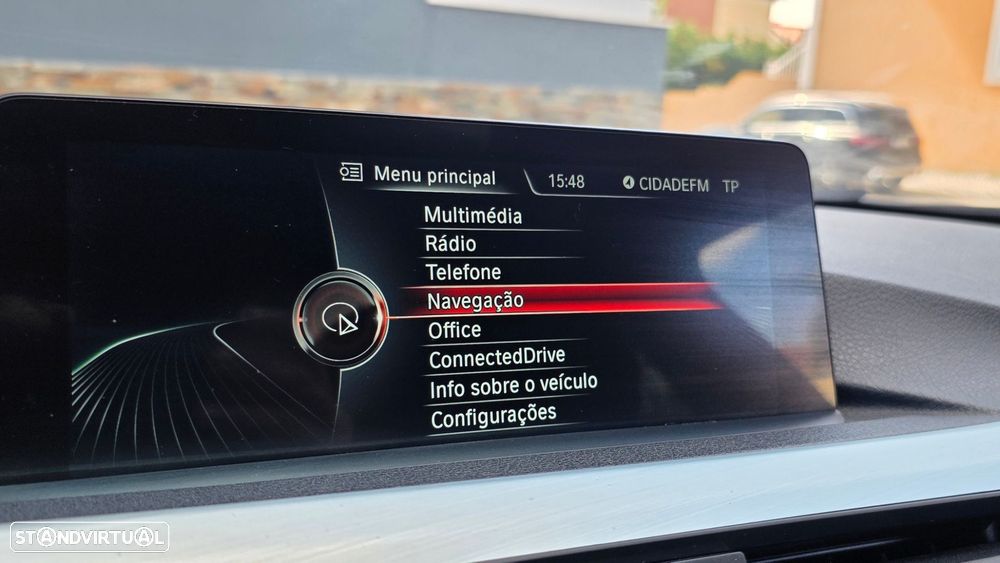 Menu principal 15:48 CIDADEFM TP
Multimédia
Rádio
Telefone
Navegação
Office
ConnectedDrive
Info sobre o veículo
Configurações
STANDVIRTUAL